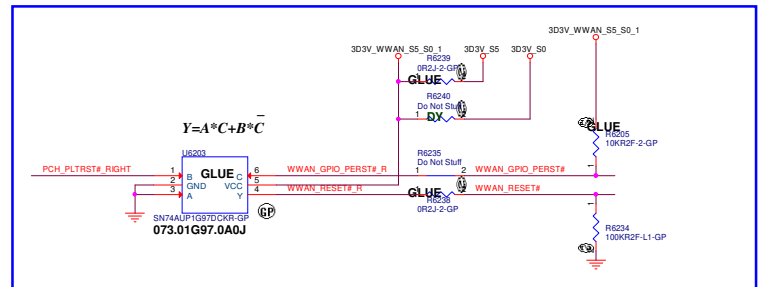 3D3V_WWAN_S5_S0_1
3D3V_WWAN_S5_S0_1
3D3V_S5
3D3V_S0
R6239
0R2J-2-GP
GLUE
1
R6240
Do Not Stuff
1
DY
Y=A*C+B*C
U6203
GLUE
PCH_PLTRST#_RIGHT
1
2
3
B
GND
A
C
VCC
Y
6
5
4
WWAN_GPIO_PERST#_R
WWAN_RESET#_R
R6235
Do Not Stuff
1
2
WWAN_GPIO_PERST#
WWAN_RESET#
GLUE
R6238
0R2J-2-GP
GLUE
R6205
10KR2F-2-GP
1
1
R6234
100KR2F-L1-GP
SN74AUP1G97DCKR-GP
GP
073.01G97.0A0J